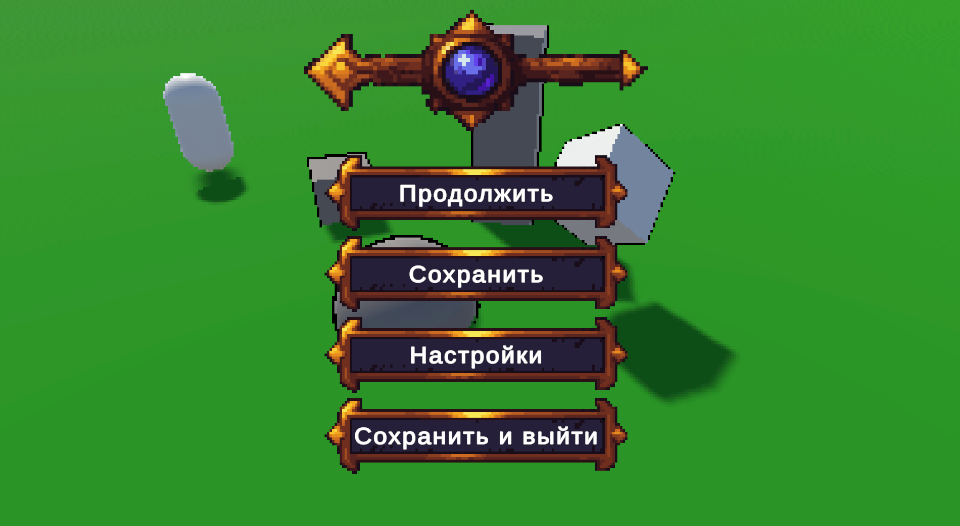 Продолжить
Сохранить
Настройки
Сохранить и выйти